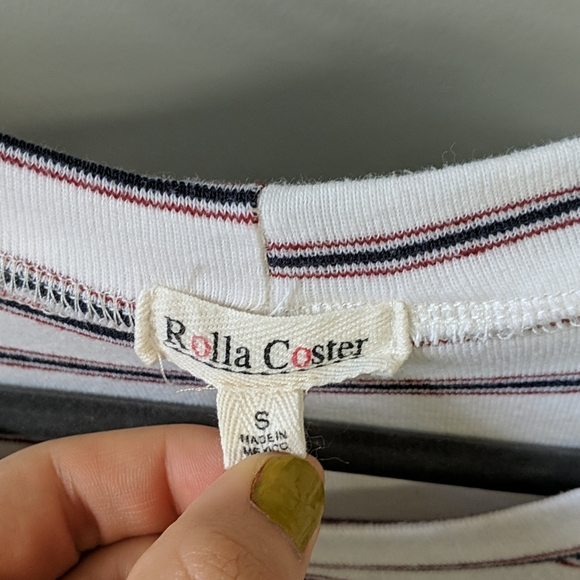 Rolla Coster
S
MADE IN
MEXICO